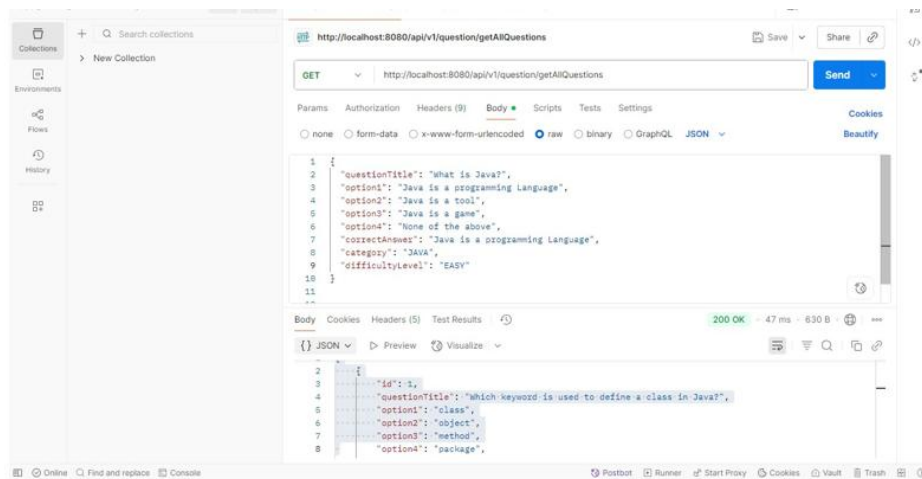 Collections
Environments
Flows
History
+ Search collections
> New Collection
http://localhost:8080/api/v1/question/getAllQuestions
Save
Share
GET http://localhost:8080/api/v1/question/getAllQuestions
Send
Params Authorization Headers (9) Body Scripts Tests Settings
Cookies
none form-data x-www-form-urlencoded raw binary GraphQL JSON
Beautify
1 {
2 "questionTitle": "What is Java?",
3 "option1": "Java is a programming Language",
4 "option2": "Java is a tool",
5 "option3": "Java is a game",
6 "option4": "None of the above",
7 "correctAnswer": "Java is a programming Language",
8 "category": "JAVA",
9 "difficultyLevel": "EASY"
10 }
11
Body Cookies Headers (5) Test Results
200 OK 47 ms 630 B
{} JSON Preview Visualize
2 {
3 "id": 1,
4 "questionTitle": "Which keyword is used to define a class in Java?",
5 "option1": "class",
6 "option2": "object",
7 "option3": "method",
8 "option4": "package",
Online Find and replace Console
Postbot Runner Start Proxy Cookies Vault Trash